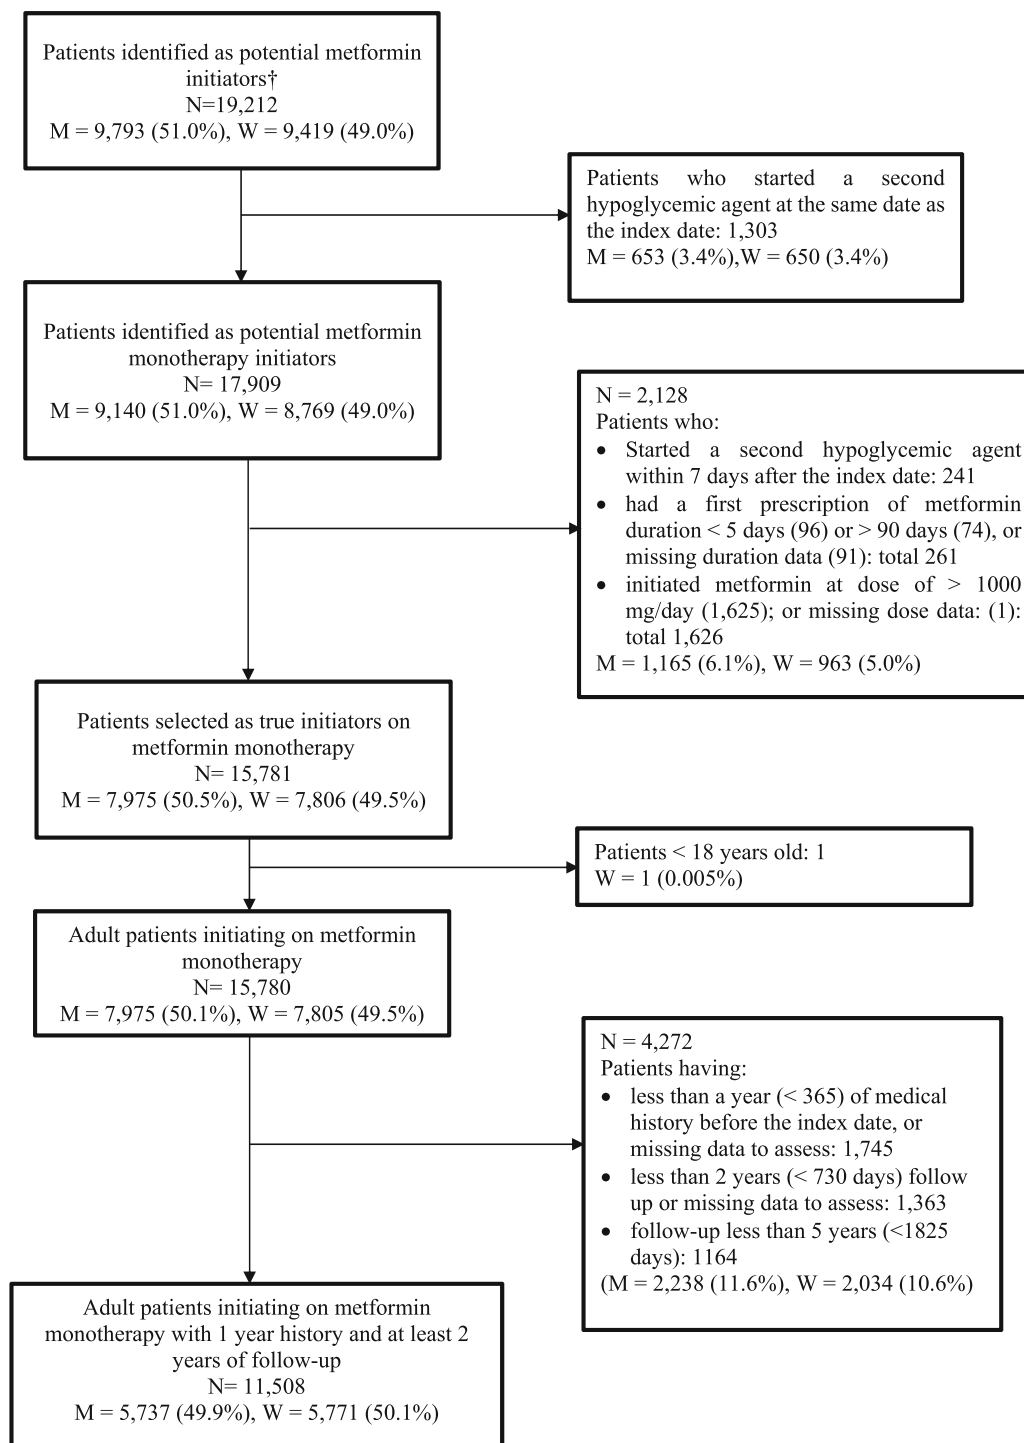 Patients identified as potential metformin
initiators†
N=19,212
M = 9,793 (51.0%), W = 9,419 (49.0%)
Patients who started a second
hypoglycemic agent at the same date as
the index date: 1,303
M = 653 (3.4%),W = 650 (3.4%)
Patients identified as potential metformin
monotherapy initiators
N= 17,909
M = 9,140 (51.0%), W = 8,769 (49.0%)
N = 2,128
Patients who:
• Started a second hypoglycemic agent
within 7 days after the index date: 241
• had a first prescription of metformin
duration < 5 days (96) or > 90 days (74), or
missing duration data (91): total 261
• initiated metformin at dose of > 1000
mg/day (1,625); or missing dose data: (1):
total 1,626
M = 1,165 (6.1%), W = 963 (5.0%)
Patients selected as true initiators on
metformin monotherapy
N= 15,781
M = 7,975 (50.5%), W = 7,806 (49.5%)
Patients < 18 years old: 1
W = 1 (0.005%)
Adult patients initiating on metformin
monotherapy
N= 15,780
M = 7,975 (50.1%), W = 7,805 (49.5%)
N = 4,272
Patients having:
• less than a year (< 365) of medical
history before the index date, or
missing data to assess: 1,745
• less than 2 years (< 730 days) follow
up or missing data to assess: 1,363
• follow-up less than 5 years (<1825
days): 1164
(M = 2,238 (11.6%), W = 2,034 (10.6%)
Adult patients initiating on metformin
monotherapy with 1 year history and at least 2
years of follow-up
N= 11,508
M = 5,737 (49.9%), W = 5,771 (50.1%)